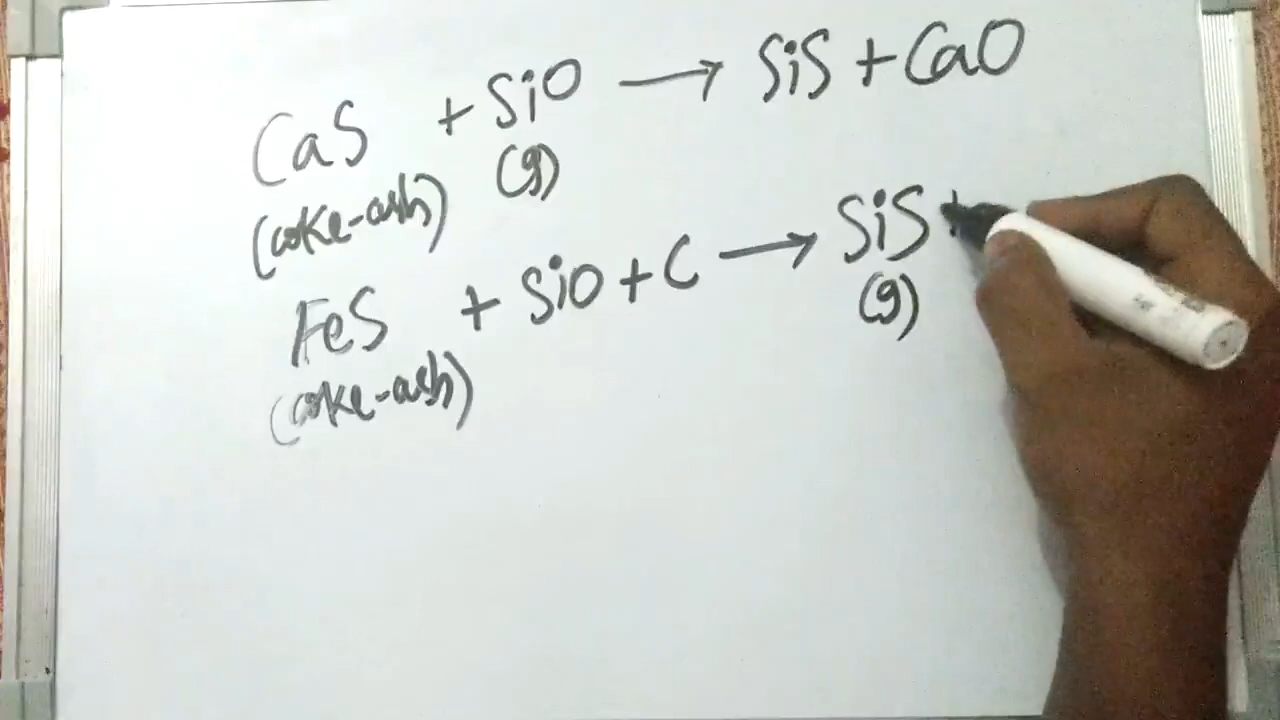 CaS + SiO → SiS + CaO
(coke-ash) (g)
FeS + SiO + C → SiS +
(coke-ash) (g)